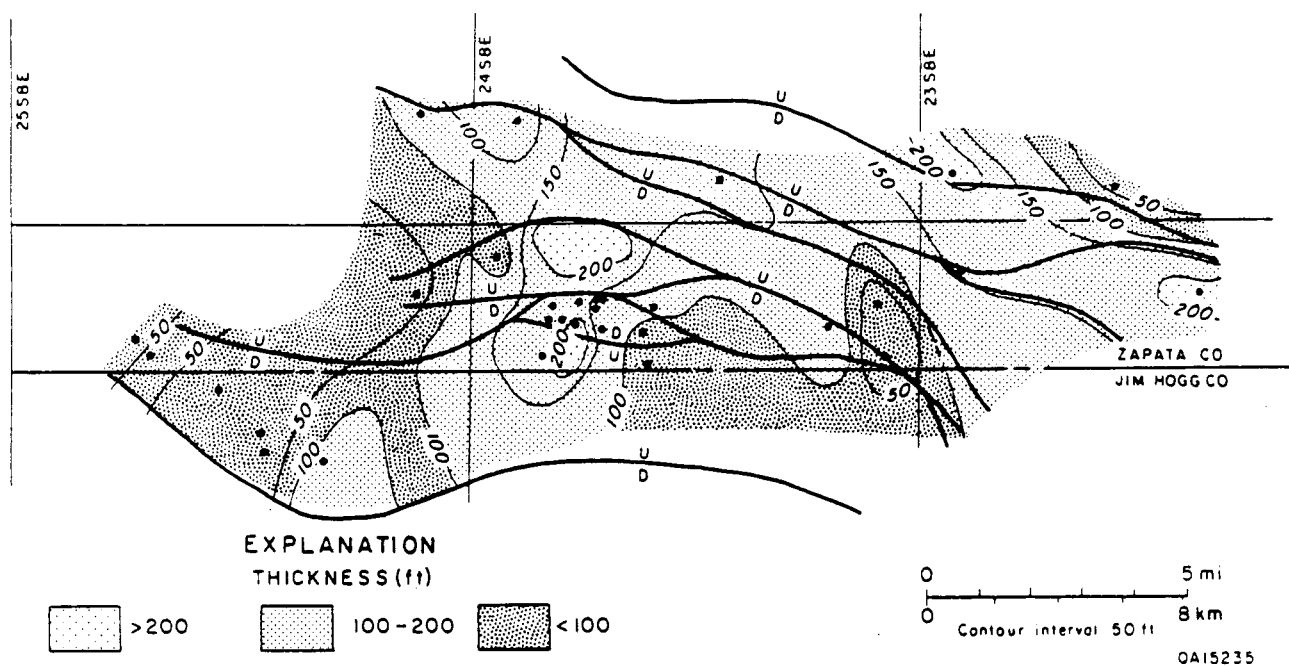 25S8E
24S8E
23S8E
U
D
U
D
-200-
100
150
150
50
100
150
U
D
U
D
200
U
D
U
D
200-
50
50
U
D
200
U
D
ZAPATA CO
JIM HOGG CO
50
100
100
100
50
U
D
EXPLANATION
THICKNESS (ft)
>200
100-200
<100
0 5 mi
0 8 km
Contour interval 50 ft
QA15235